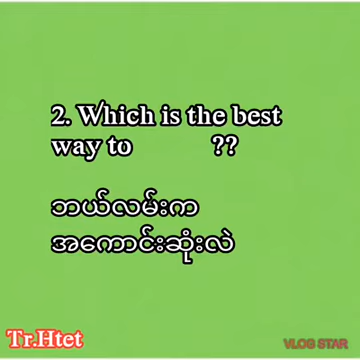 2. Which is the best
way to ??
ဘယ်လမ်းက
အကောင်းဆုံးလဲ
Tr.Htet
VLOG STAR